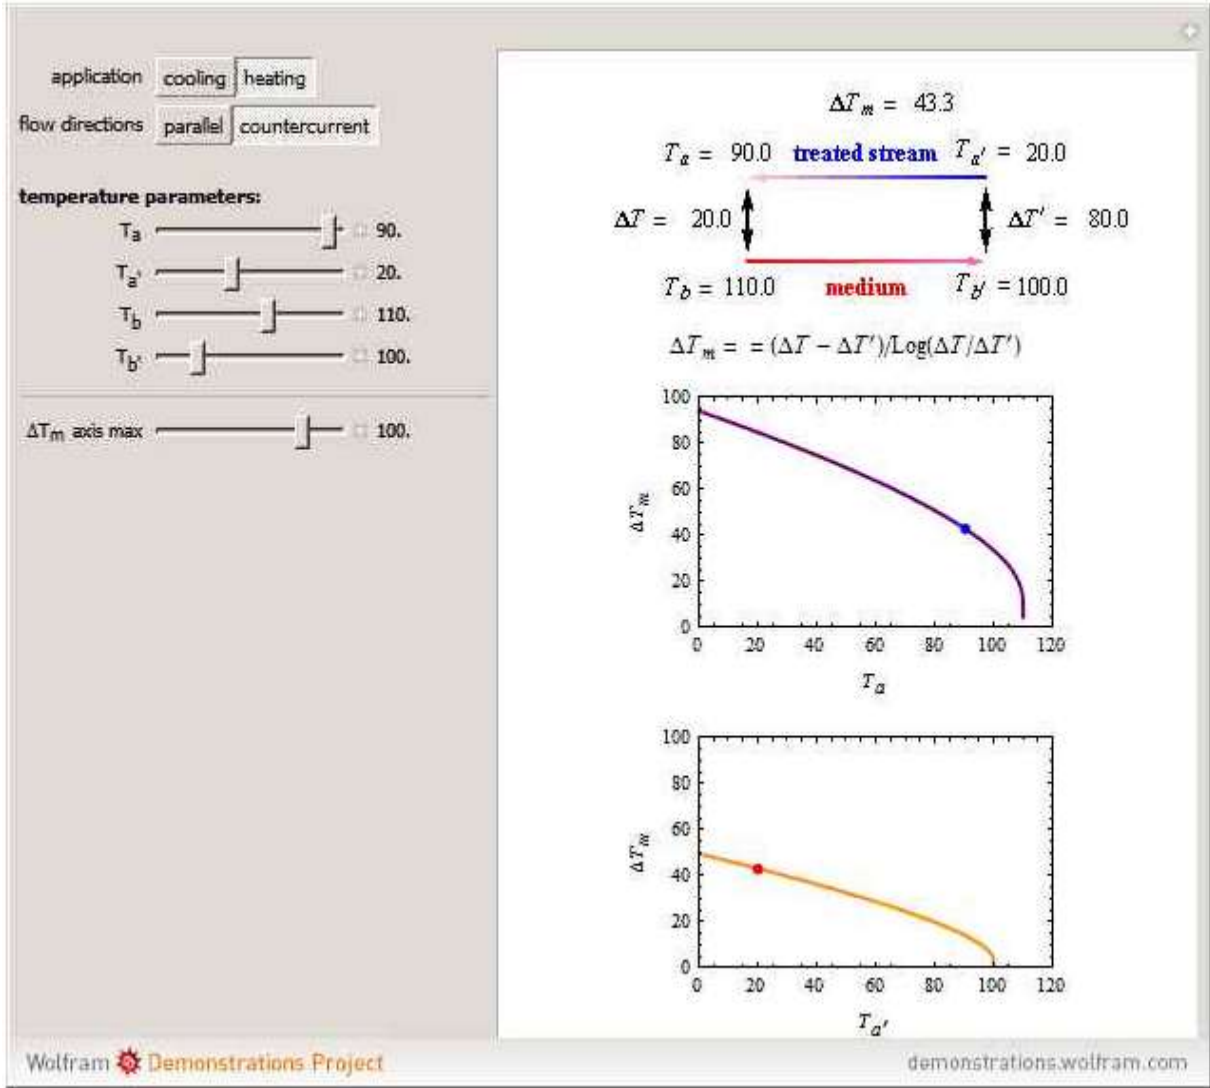 application cooling heating
flow directions parallel countercurrent
temperature parameters:
Ta 90.
Ta' 20.
Tb 110.
Tb' 100.
ΔTm axis max 100.
ΔTm = 43.3
Ta = 90.0 treated stream Ta' = 20.0
ΔT = 20.0 ΔT' = 80.0
Tb = 110.0 medium Tb' = 100.0
ΔTm = = (ΔT − ΔT')/Log(ΔT/ΔT')
100
80
60
40
20
0
ΔTm
0 20 40 60 80 100 120
Ta
100
80
60
40
20
0
ΔTm
0 20 40 60 80 100 120
Ta'
Wolfram Demonstrations Project demonstrations.wolfram.com